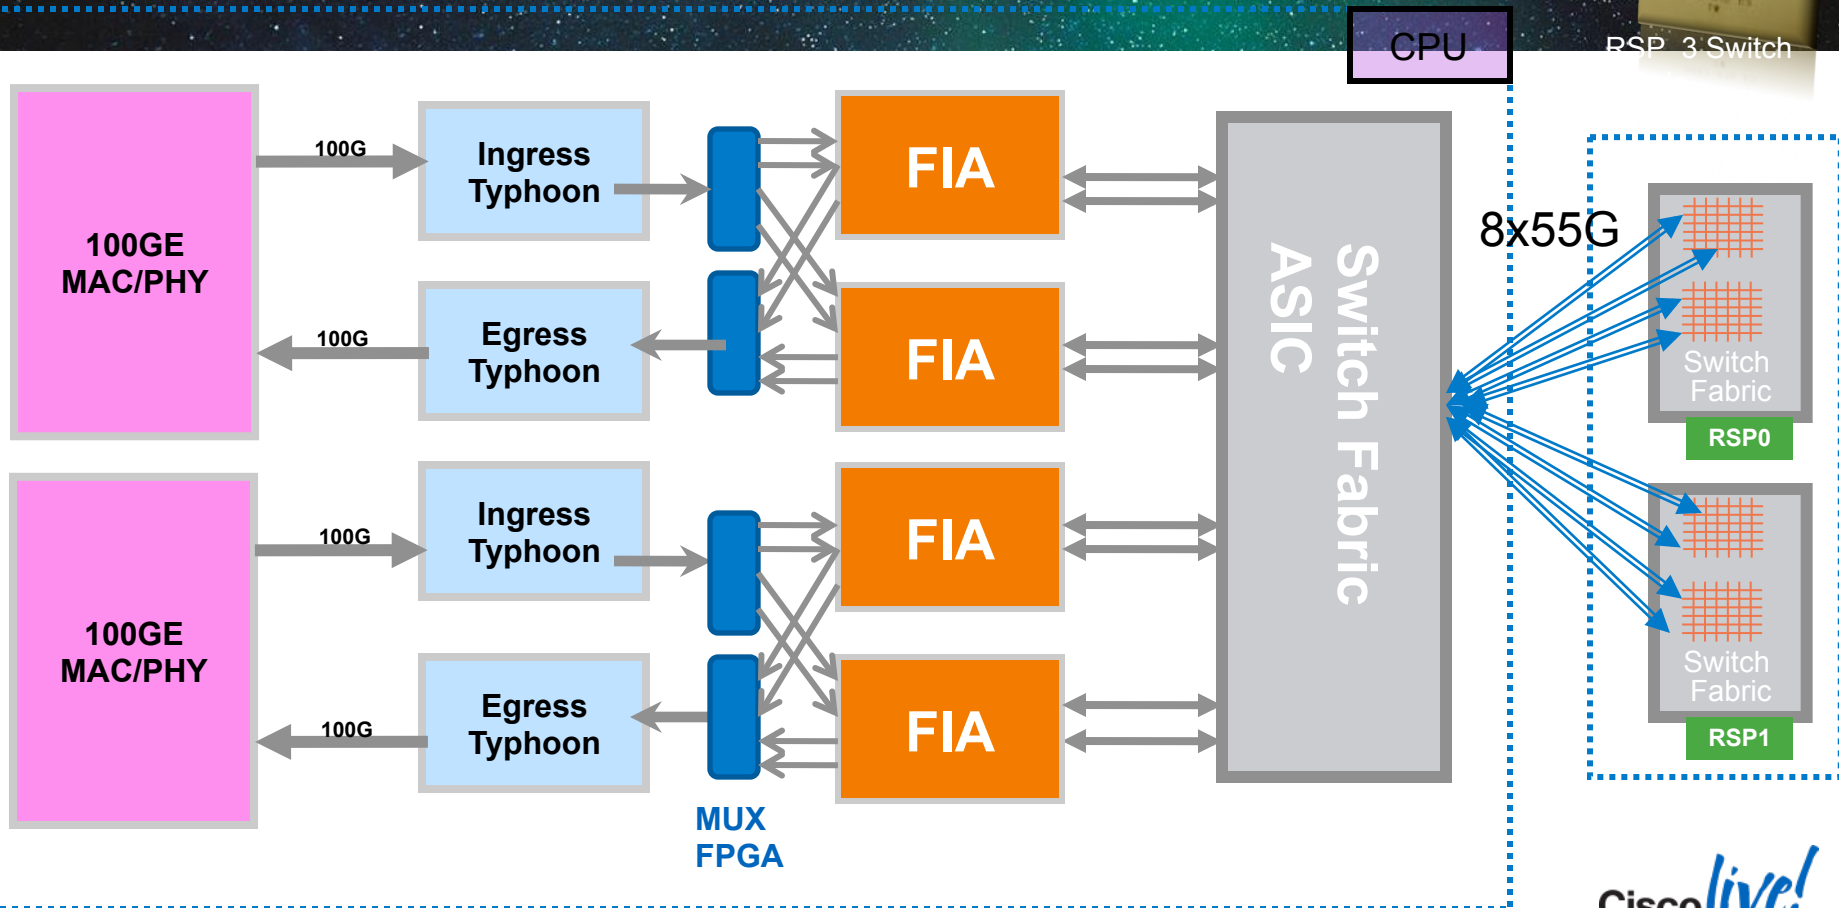 CPU
RSP 3 Switch
100GE
MAC/PHY
100G
Ingress
Typhoon
FIA
100G
Egress
Typhoon
FIA
Switch Fabric
ASIC
8x55G
Switch
Fabric
RSP0
100GE
MAC/PHY
100G
Ingress
Typhoon
FIA
100G
Egress
Typhoon
FIA
MUX
FPGA
Switch
Fabric
RSP1
Cisco live!